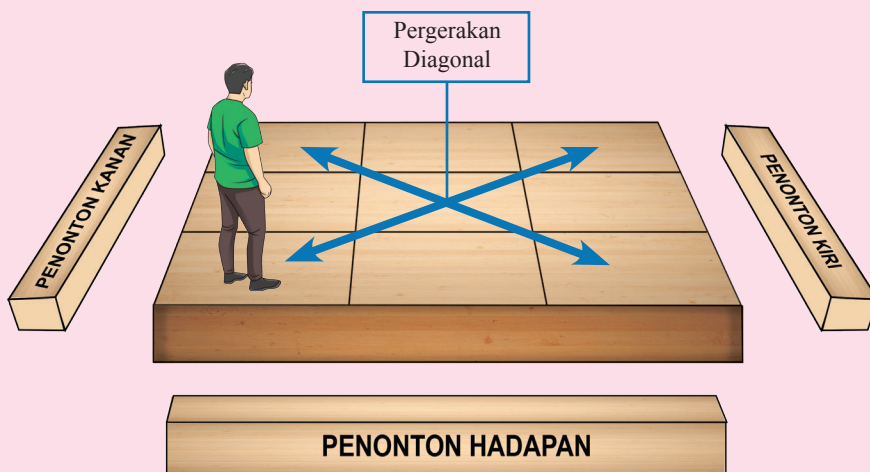 Pergerakan
Diagonal
PENONTON KANAN
PENONTON KIRI
PENONTON HADAPAN